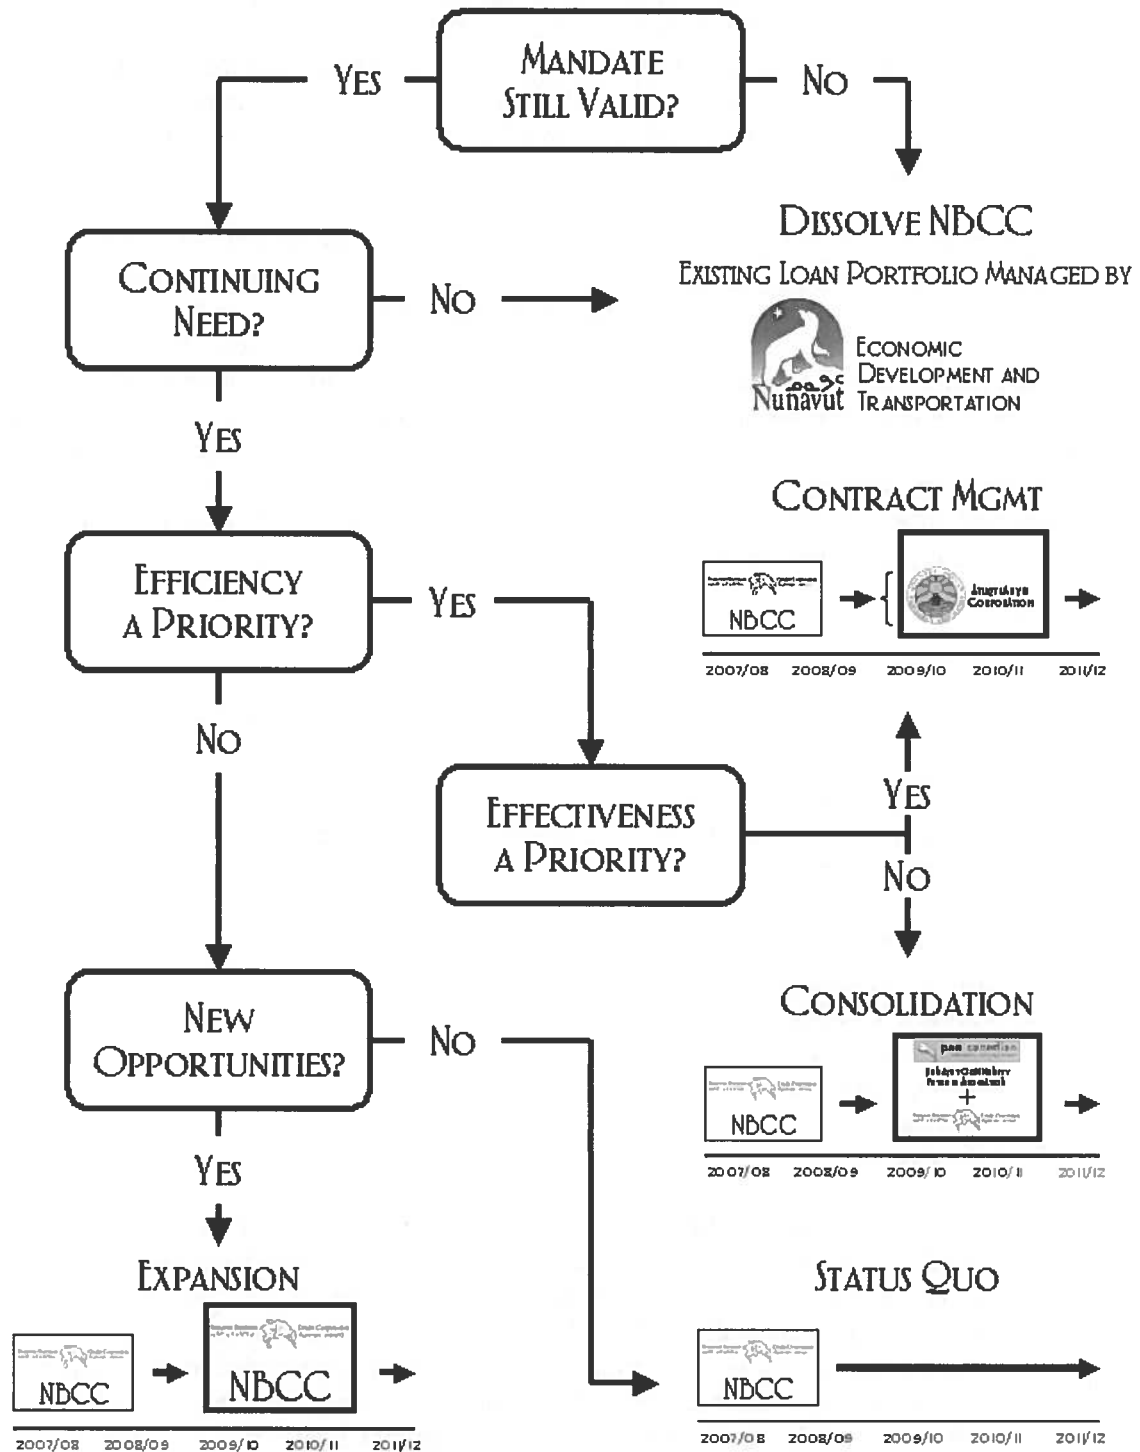 MANDATE
STILL VALID?
YES
NO
DISSOLVE NBCC
EXISTING LOAN PORTFOLIO MANAGED BY
CONTINUING
NEED?
NO
ECONOMIC
DEVELOPMENT AND
TRANSPORTATION
ᓄᓇᕗᑦ
Nunavut
YES
CONTRACT MGMT
EFFICIENCY
A PRIORITY?
YES
NBCC
CORPORATION
2007/08 2008/09 2009/10 2010/11 2011/12
NO
YES
EFFECTIVENESS
A PRIORITY?
NO
CONSOLIDATION
NEW
OPPORTUNITIES?
NO
pan canadian
+
NBCC
2007/08 2008/09 2009/10 2010/11 2011/12
YES
EXPANSION
NBCC
NBCC
2007/08 2008/09 2009/10 2010/11 2011/12
STATUS QUO
NBCC
2007/08 2008/09 2009/10 2010/11 2011/12